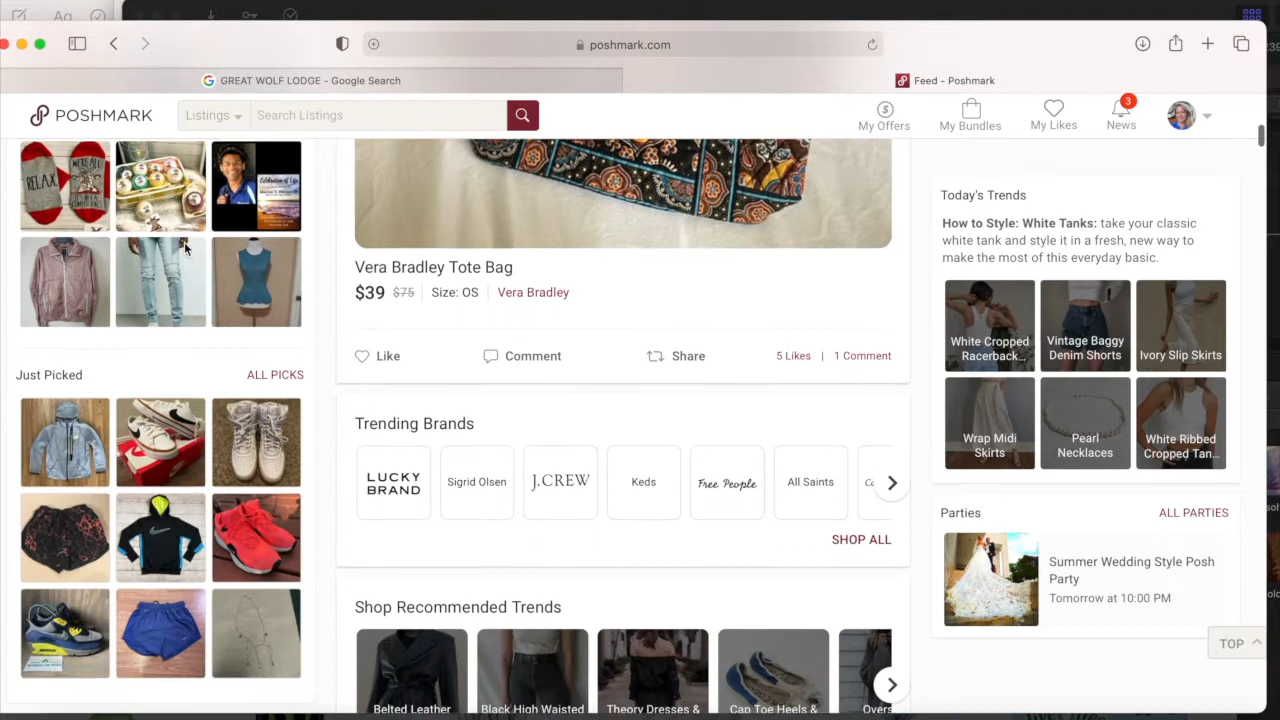 Aa
poshmark.com
GREAT WOLF LODGE - Google Search
Feed - Poshmark
POSHMARK
Listings
Search Listings
My Offers
My Bundles
My Likes
3
News
RELAX
Celebration of Life
Vera Bradley Tote Bag
$39 $75 Size: OS Vera Bradley
Like
Comment
Share
5 Likes | 1 Comment
Just Picked
ALL PICKS
Trending Brands
LUCKY
BRAND
Sigrid Olsen
J.CREW
Keds
Free People
All Saints
SHOP ALL
Shop Recommended Trends
Belted Leather
Black High Waisted
Theory Dresses &
Cap Toe Heels &
Overs
Today's Trends
How to Style: White Tanks: take your classic
white tank and style it in a fresh, new way to
make the most of this everyday basic.
White Cropped
Racerback...
Vintage Baggy
Denim Shorts
Ivory Slip Skirts
Wrap Midi
Skirts
Pearl
Necklaces
White Ribbed
Cropped Tan...
Parties
ALL PARTIES
Summer Wedding Style Posh
Party
Tomorrow at 10:00 PM
TOP